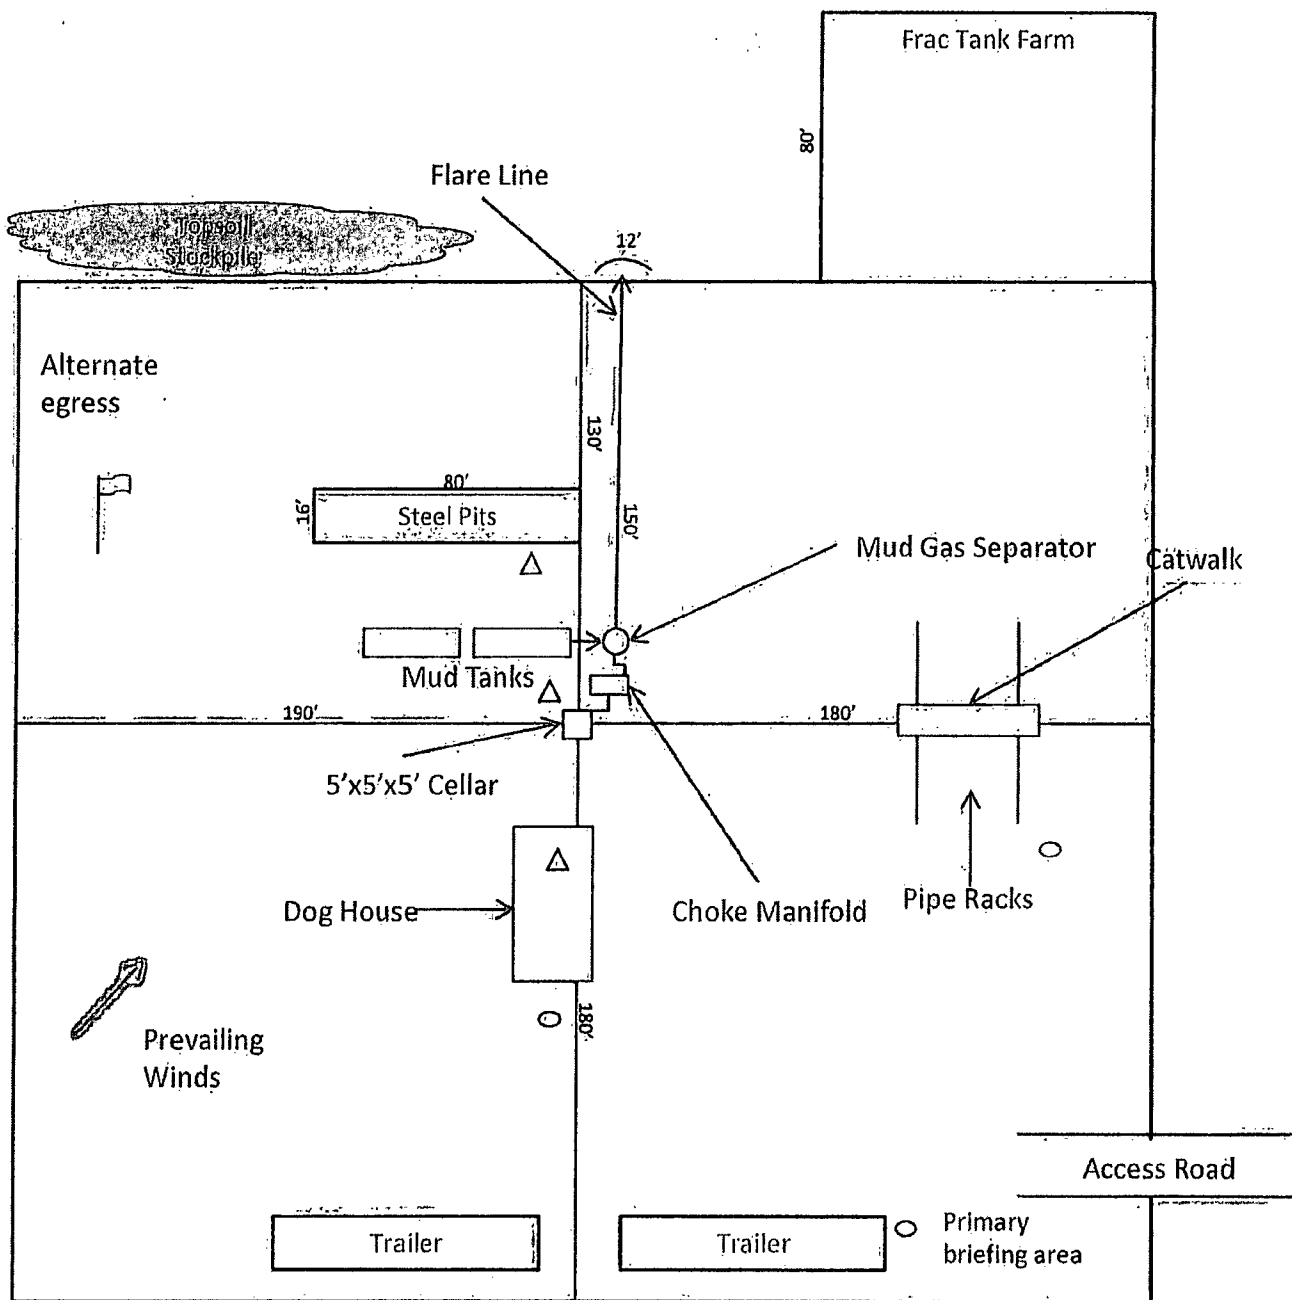 Frac Tank Farm
80'
Flare Line
Topsoil
Stockpile
12'
Alternate
egress
130'
80'
16'
Steel Pits
150'
Mud Gas Separator
Catwalk
Mud Tanks
190'
180'
5'x5'x5' Cellar
Dog House
Choke Manifold
Pipe Racks
180'
Prevailing
Winds
Access Road
Trailer
Trailer
Primary
briefing area